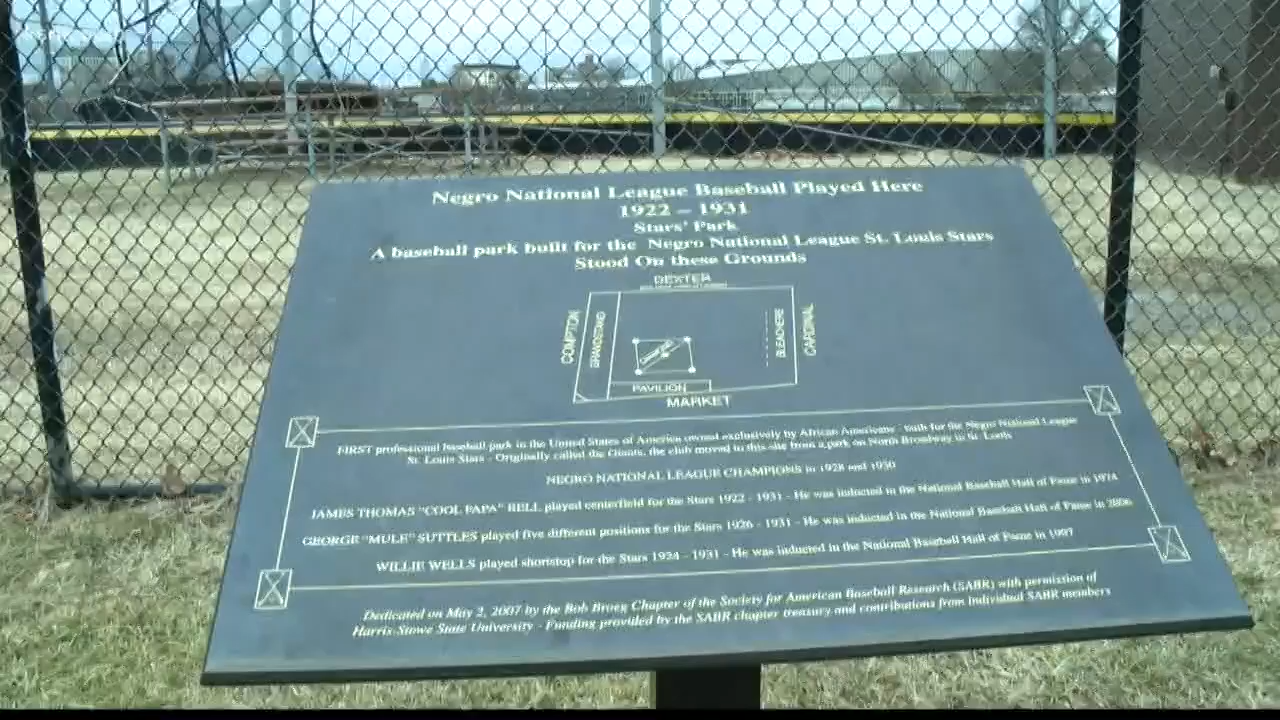 Negro National League Baseball Played Here
1922 – 1931
Stars' Park
A baseball park built for the Negro National League St. Louis Stars
Stood On these Grounds
DEXTER
COMPTON
GRANDSTAND
BLEACHERS
CARDINAL
PAVILION
MARKET
FIRST professional baseball park in the United States of America owned exclusively by African Americans - built for the Negro National League
St. Louis Stars - Originally called the Giants, the club moved to this site from a park on North Broadway in St. Louis
NEGRO NATIONAL LEAGUE CHAMPIONS in 1928 and 1930
JAMES THOMAS "COOL PAPA" BELL played centerfield for the Stars 1922 - 1931 - He was inducted in the National Baseball Hall of Fame in 1974
GEORGE "MULE" SUTTLES played five different positions for the Stars 1926 - 1931 - He was inducted in the National Baseball Hall of Fame in 2006
WILLIE WELLS played shortstop for the Stars 1924 - 1931 - He was inducted in the National Baseball Hall of Fame in 1997
Dedicated on May 2, 2007 by the Bob Broeg Chapter of the Society for American Baseball Research (SABR) with permission of
Harris-Stowe State University - Funding provided by the SABR chapter treasury and contributions from individual SABR members